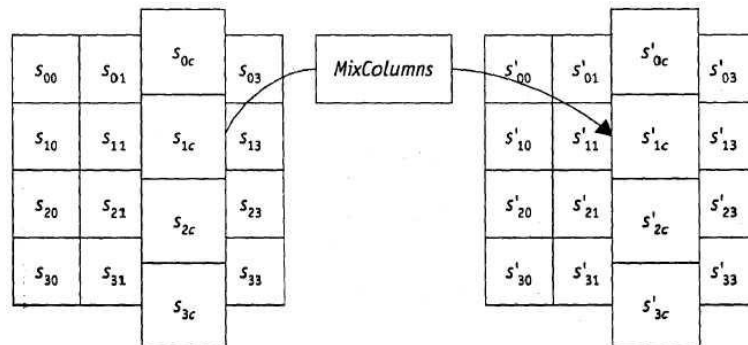 s₀₀ s₀₁ s₀c s₀₃ MixColumns s'₀₀ s'₀₁ s'₀c s'₀₃
s₁₀ s₁₁ s₁c s₁₃ s'₁₀ s'₁₁ s'₁c s'₁₃
s₂₀ s₂₁ s₂c s₂₃ s'₂₀ s'₂₁ s'₂c s'₂₃
s₃₀ s₃₁ s₃c s₃₃ s'₃₀ s'₃₁ s'₃c s'₃₃